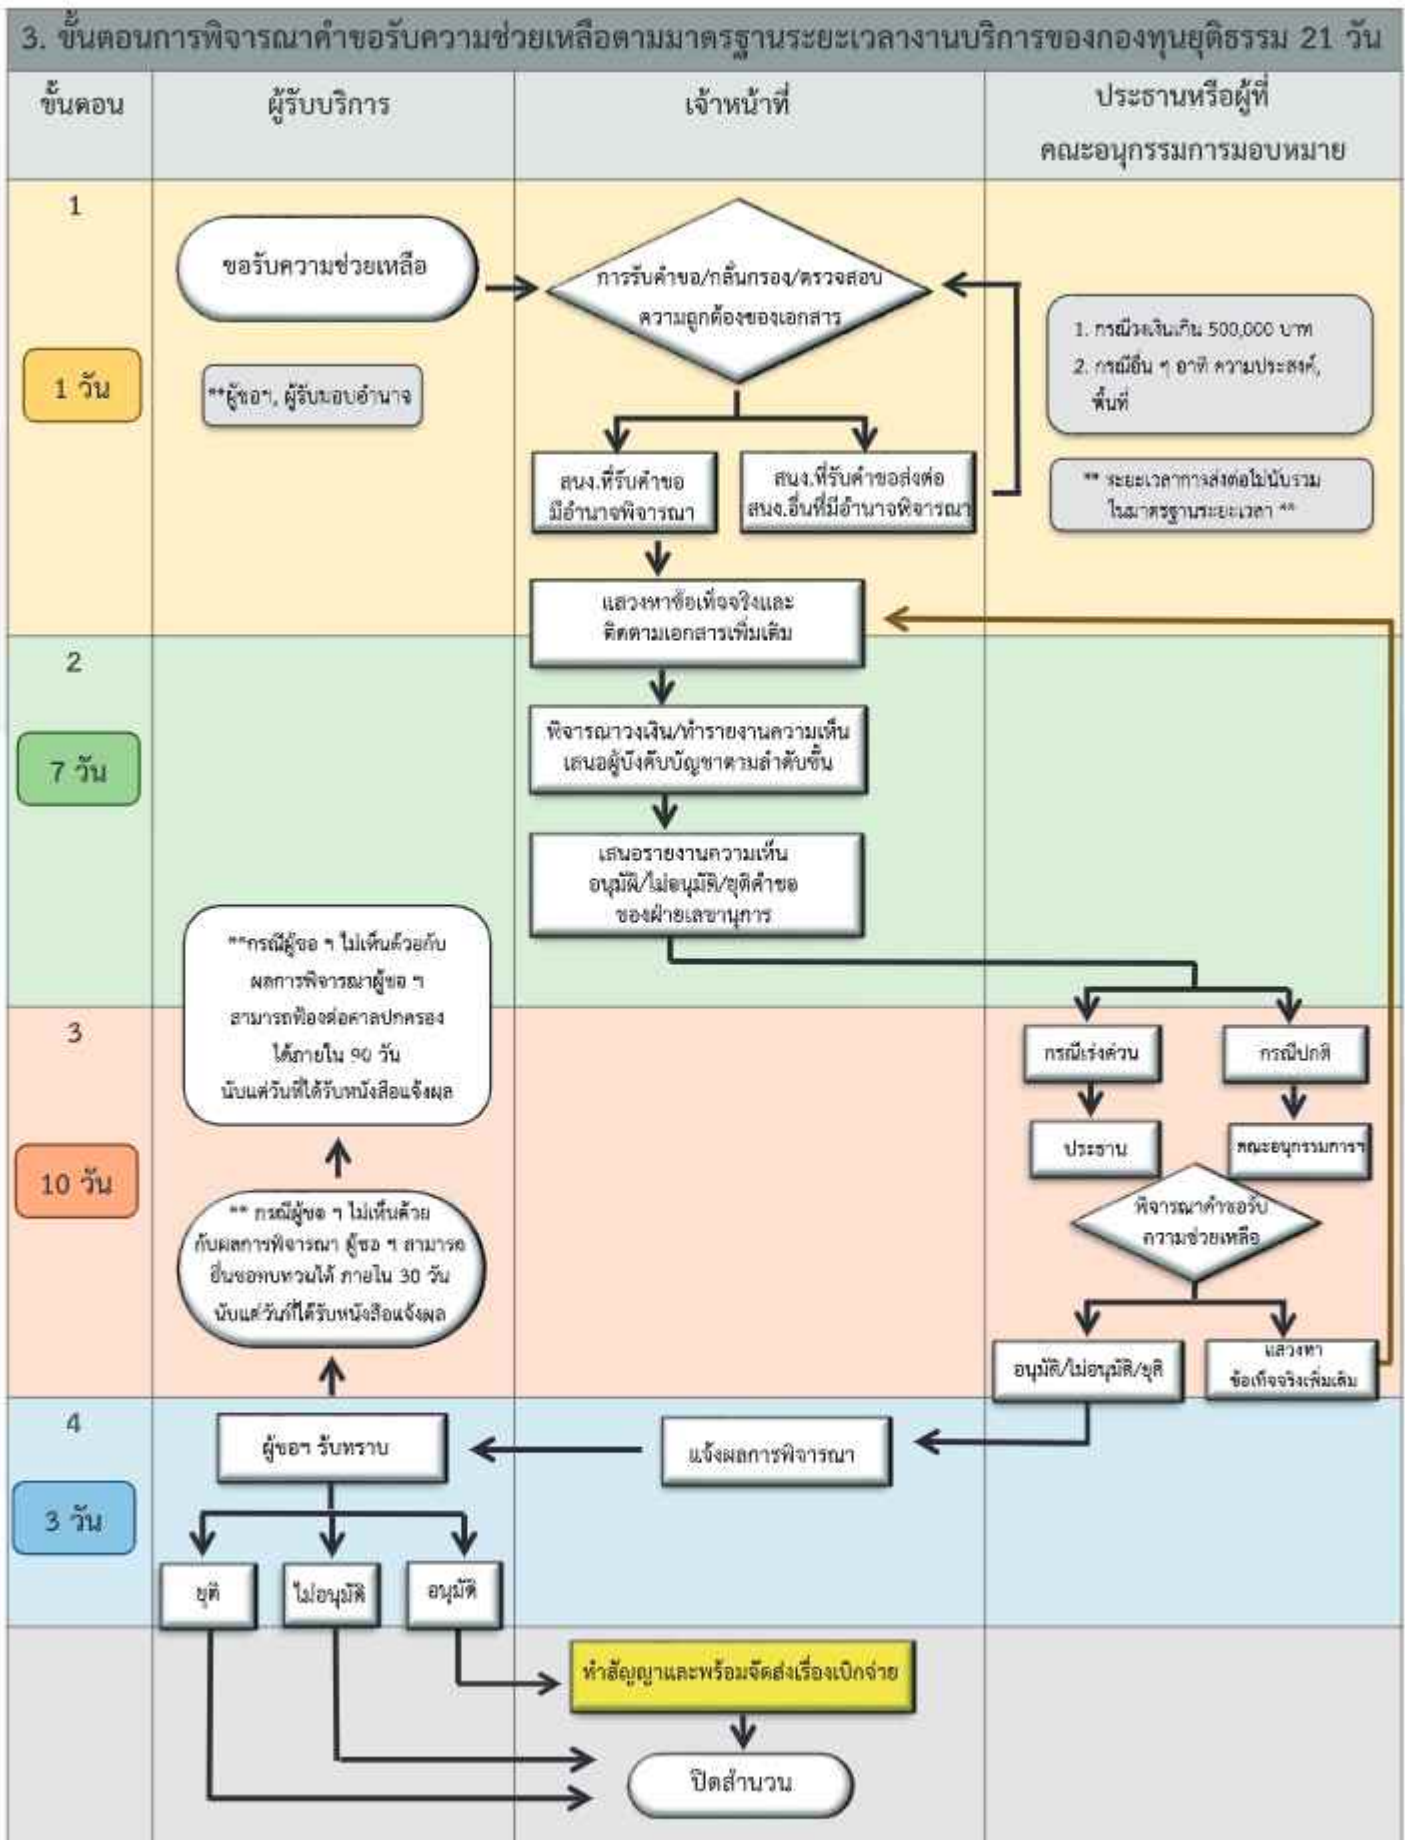 3. ขั้นตอนการพิจารณาคำขอรับความช่วยเหลือตามมาตรฐานระยะเวลางานบริการของกองทุนยุติธรรม 21 วัน
ขั้นตอน
ผู้รับบริการ
เจ้าหน้าที่
ประธานหรือผู้ที่
คณะอนุกรรมการมอบหมาย
1
1 วัน
ขอรับความช่วยเหลือ
**ผู้ขอฯ, ผู้รับมอบอำนาจ
การรับคำขอ/กลั่นกรอง/ตรวจสอบ
ความถูกต้องของเอกสาร
1. กรณีวงเงินเกิน 500,000 บาท
2. กรณีอื่น ๆ อาทิ ความประสงค์,
พื้นที่
** ระยะเวลาการส่งต่อไม่นับรวม
ในมาตรฐานระยะเวลา **
สนง.ที่รับคำขอ
มีอำนาจพิจารณา
สนง.ที่รับคำขอส่งต่อ
สนง.อื่นที่มีอำนาจพิจารณา
แสวงหาข้อเท็จจริงและ
ติดตามเอกสารเพิ่มเติม
2
7 วัน
พิจารณาวงเงิน/ทำรายงานความเห็น
เสนอผู้บังคับบัญชาตามลำดับชั้น
เสนอรายงานความเห็น
อนุมัติ/ไม่อนุมัติ/ยุติคำขอ
ของฝ่ายเลขานุการ
3
10 วัน
**กรณีผู้ขอ ฯ ไม่เห็นด้วยกับ
ผลการพิจารณาผู้ขอ ฯ
สามารถฟ้องต่อศาลปกครอง
ได้ภายใน 90 วัน
นับแต่วันที่ได้รับหนังสือแจ้งผล
** กรณีผู้ขอ ฯ ไม่เห็นด้วย
กับผลการพิจารณา ผู้ขอ ฯ สามารถ
ยื่นขอทบทวนได้ ภายใน 30 วัน
นับแต่วันที่ได้รับหนังสือแจ้งผล
กรณีเร่งด่วน
กรณีปกติ
ประธาน
คณะอนุกรรมการฯ
พิจารณาคำขอรับ
ความช่วยเหลือ
อนุมัติ/ไม่อนุมัติ/ยุติ
แสวงหา
ข้อเท็จจริงเพิ่มเติม
4
3 วัน
ผู้ขอฯ รับทราบ
แจ้งผลการพิจารณา
ยุติ
ไม่อนุมัติ
อนุมัติ
ทำสัญญาและพร้อมจัดส่งเรื่องเบิกจ่าย
ปิดสำนวน